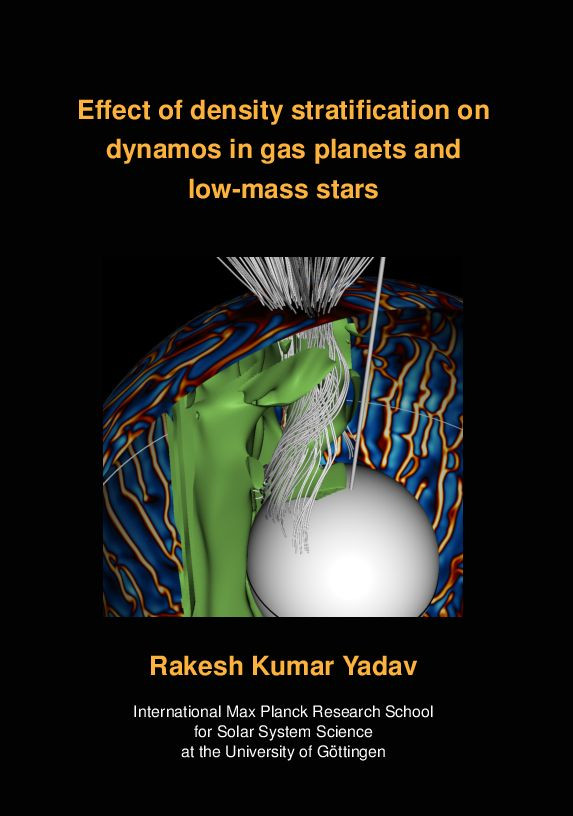 Effect of density stratification on
dynamos in gas planets and
low-mass stars
Rakesh Kumar Yadav
International Max Planck Research School
for Solar System Science
at the University of Göttingen